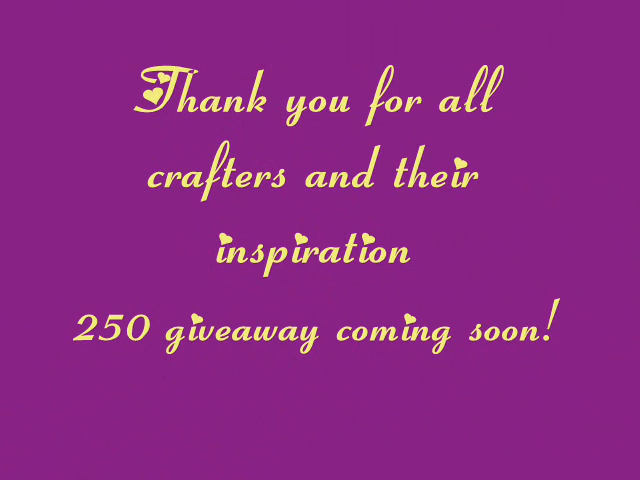 Thank you for all
crafters and their
inspiration
250 giveaway coming soon!